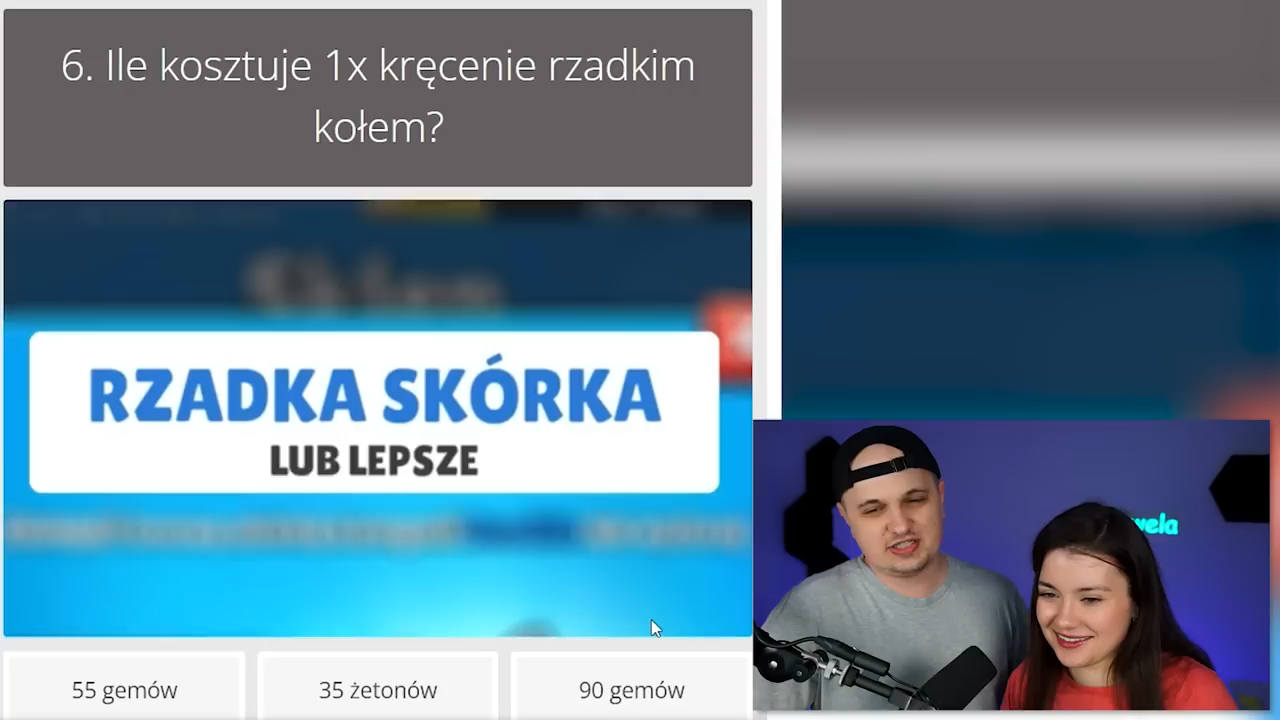 6. Ile kosztuje 1x kręcenie rzadkim
kołem?
RZADKA SKÓRKA
LUB LEPSZE
55 gemów
35 żetonów
90 gemów